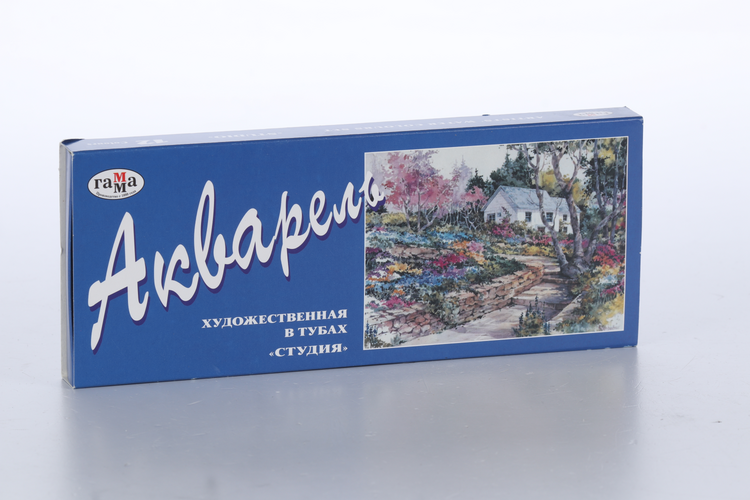 гамма
Акварель
ХУДОЖЕСТВЕННАЯ
В ТУБАХ
«СТУДИЯ»